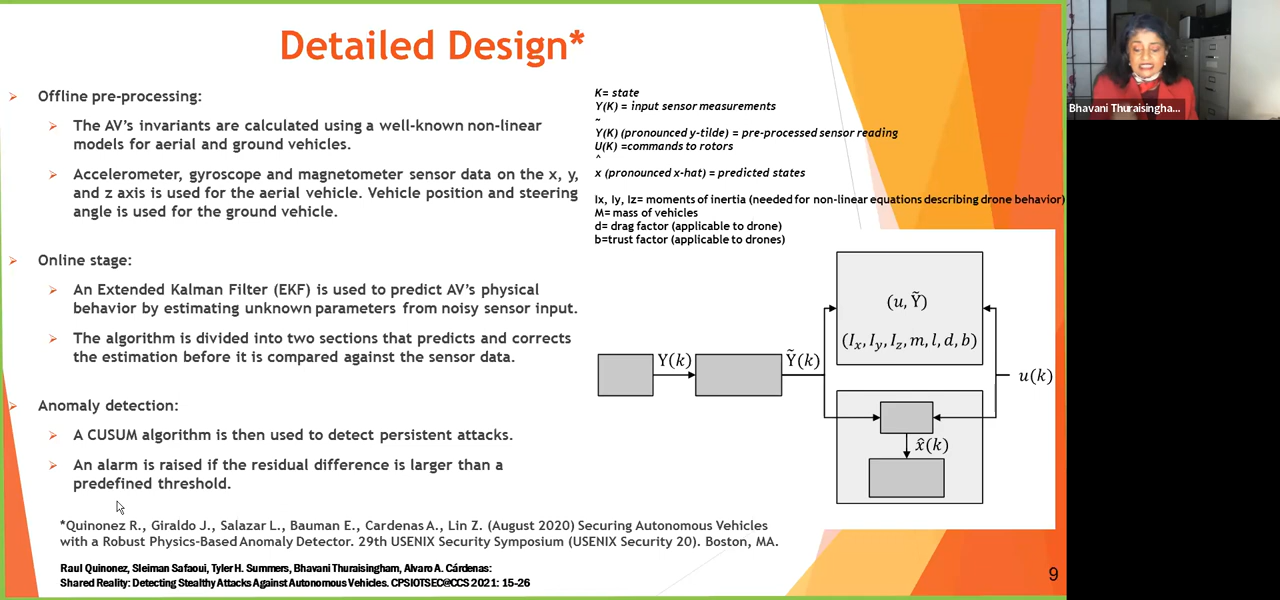 Detailed Design*
Offline pre-processing:
The AV's invariants are calculated using a well-known non-linear
models for aerial and ground vehicles.
Accelerometer, gyroscope and magnetometer sensor data on the x, y,
and z axis is used for the aerial vehicle. Vehicle position and steering
angle is used for the ground vehicle.
Online stage:
An Extended Kalman Filter (EKF) is used to predict AV's physical
behavior by estimating unknown parameters from noisy sensor input.
The algorithm is divided into two sections that predicts and corrects
the estimation before it is compared against the sensor data.
Anomaly detection:
A CUSUM algorithm is then used to detect persistent attacks.
An alarm is raised if the residual difference is larger than a
predefined threshold.
K= state
Y(K) = input sensor measurements
~
Y(K) (pronounced y-tilde) = pre-processed sensor reading
U(K) =commands to rotors
^
x (pronounced x-hat) = predicted states
Ix, Iy, Iz= moments of inertia (needed for non-linear equations describing drone behavior)
M= mass of vehicles
d= drag factor (applicable to drone)
b=trust factor (applicable to drones)
(u, Ỹ)
(Iₓ, I_y, I_z, m, l, d, b)
Y(k)
Ỹ(k)
u(k)
x̂(k)
*Quinonez R., Giraldo J., Salazar L., Bauman E., Cardenas A., Lin Z. (August 2020) Securing Autonomous Vehicles
with a Robust Physics-Based Anomaly Detector. 29th USENIX Security Symposium (USENIX Security 20). Boston, MA.
Raul Quinonez, Sleiman Safaoui, Tyler H. Summers, Bhavani Thuraisingham, Alvaro A. Cárdenas:
Shared Reality: Detecting Stealthy Attacks Against Autonomous Vehicles. CPSIOTSEC@CCS 2021: 15-26
9
Bhavani Thuraisingha...